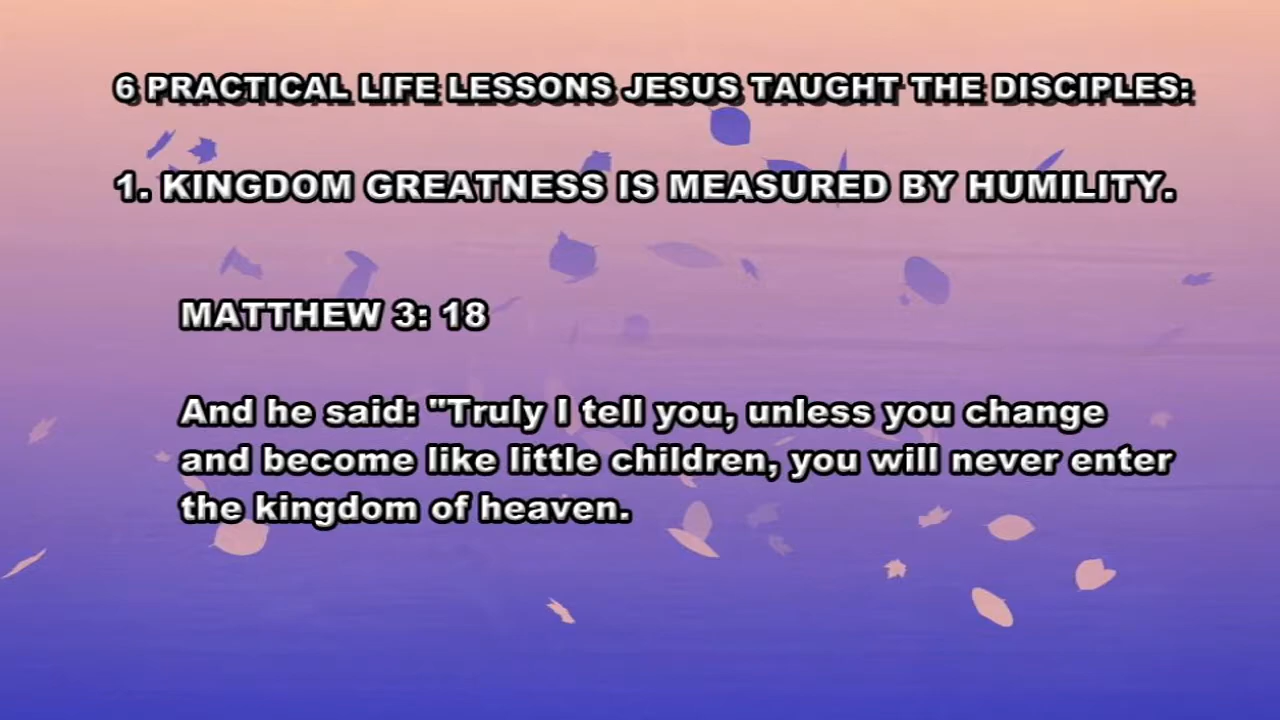 6 PRACTICAL LIFE LESSONS JESUS TAUGHT THE DISCIPLES:
1. KINGDOM GREATNESS IS MEASURED BY HUMILITY.
MATTHEW 3: 18
And he said: "Truly I tell you, unless you change
and become like little children, you will never enter
the kingdom of heaven.